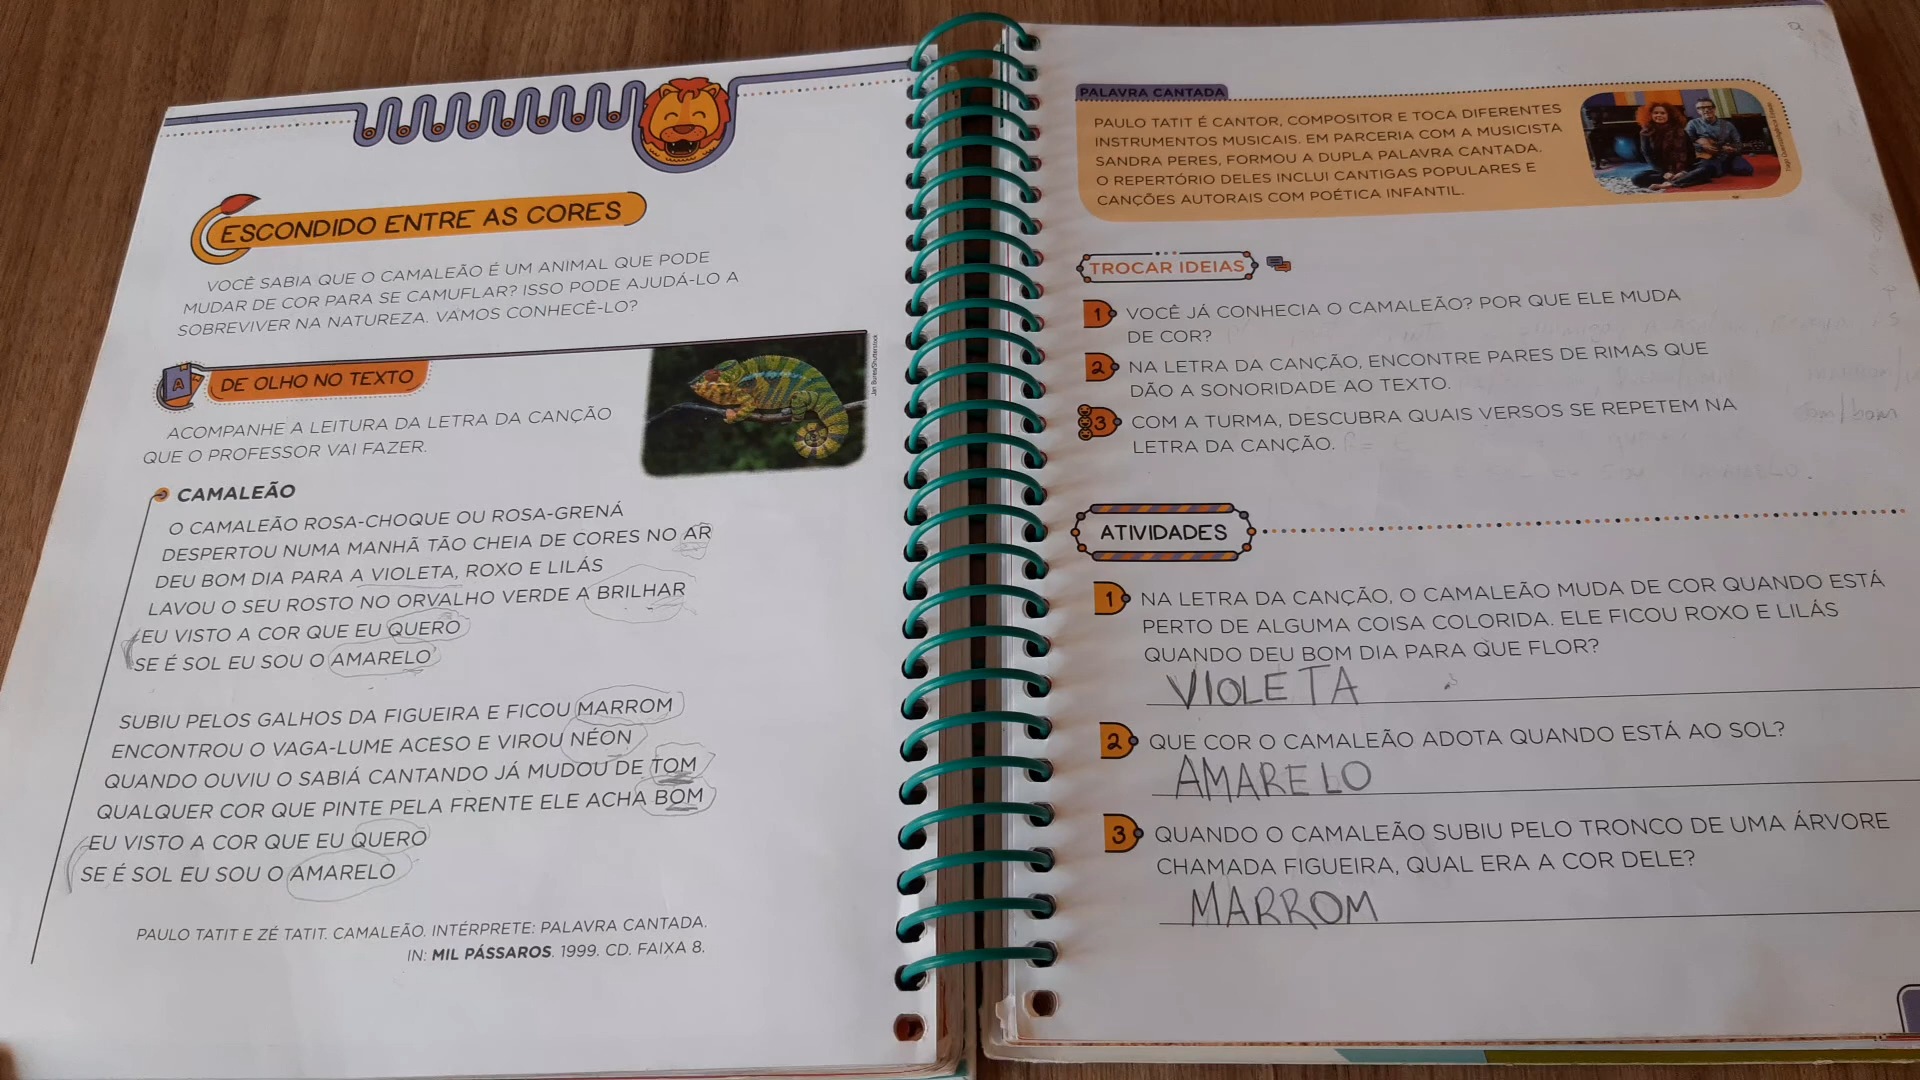 ESCONDIDO ENTRE AS CORES
VOCÊ SABIA QUE O CAMALEÃO É UM ANIMAL QUE PODE
MUDAR DE COR PARA SE CAMUFLAR? ISSO PODE AJUDÁ-LO A
SOBREVIVER NA NATUREZA. VAMOS CONHECÊ-LO?
A
DE OLHO NO TEXTO
Jan Bures/Shutterstock
ACOMPANHE A LEITURA DA LETRA DA CANÇÃO
QUE O PROFESSOR VAI FAZER.
CAMALEÃO
O CAMALEÃO ROSA-CHOQUE OU ROSA-GRENÁ
DESPERTOU NUMA MANHÃ TÃO CHEIA DE CORES NO AR
DEU BOM DIA PARA A VIOLETA, ROXO E LILÁS
LAVOU O SEU ROSTO NO ORVALHO VERDE A BRILHAR
EU VISTO A COR QUE EU QUERO
SE É SOL EU SOU O AMARELO
SUBIU PELOS GALHOS DA FIGUEIRA E FICOU MARROM
ENCONTROU O VAGA-LUME ACESO E VIROU NÉON
QUANDO OUVIU O SABIÁ CANTANDO JÁ MUDOU DE TOM
QUALQUER COR QUE PINTE PELA FRENTE ELE ACHA BOM
EU VISTO A COR QUE EU QUERO
SE É SOL EU SOU O AMARELO
PAULO TATIT E ZÉ TATIT. CAMALEÃO. INTÉRPRETE: PALAVRA CANTADA.
IN: MIL PÁSSAROS. 1999. CD. FAIXA 8.
PALAVRA CANTADA
PAULO TATIT É CANTOR, COMPOSITOR E TOCA DIFERENTES
INSTRUMENTOS MUSICAIS. EM PARCERIA COM A MUSICISTA
SANDRA PERES, FORMOU A DUPLA PALAVRA CANTADA.
O REPERTÓRIO DELES INCLUI CANTIGAS POPULARES E
CANÇÕES AUTORAIS COM POÉTICA INFANTIL.
TROCAR IDEIAS
1 VOCÊ JÁ CONHECIA O CAMALEÃO? POR QUE ELE MUDA
DE COR?
2 NA LETRA DA CANÇÃO, ENCONTRE PARES DE RIMAS QUE
DÃO A SONORIDADE AO TEXTO.
3 COM A TURMA, DESCUBRA QUAIS VERSOS SE REPETEM NA
LETRA DA CANÇÃO.
ATIVIDADES
1 NA LETRA DA CANÇÃO, O CAMALEÃO MUDA DE COR QUANDO ESTÁ
PERTO DE ALGUMA COISA COLORIDA. ELE FICOU ROXO E LILÁS
QUANDO DEU BOM DIA PARA QUE FLOR?
VIOLETA
2 QUE COR O CAMALEÃO ADOTA QUANDO ESTÁ AO SOL?
AMARELO
3 QUANDO O CAMALEÃO SUBIU PELO TRONCO DE UMA ÁRVORE
CHAMADA FIGUEIRA, QUAL ERA A COR DELE?
MARROM